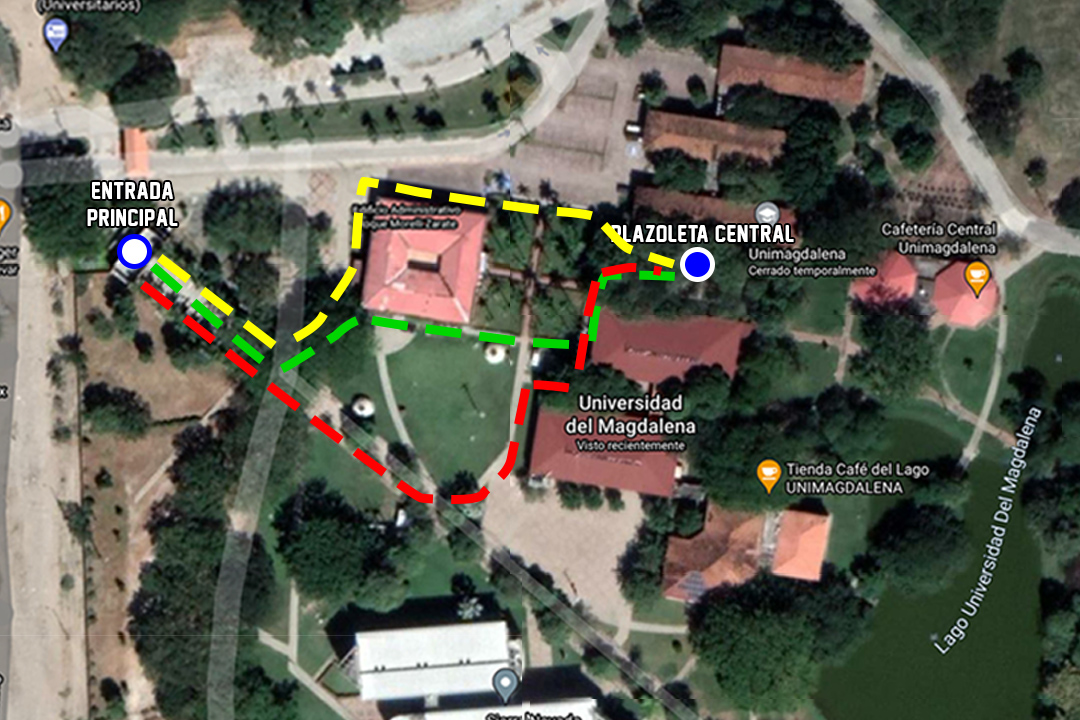 (Universitarios)
ENTRADA
PRINCIPAL
PLAZOLETA CENTRAL
Unimagdalena
Cerrado temporalmente
Cafetería Central
Unimagdalena
Universidad
del Magdalena
Visto recientemente
Tienda Café del Lago
UNIMAGDALENA
Lago Universidad Del Magdalena